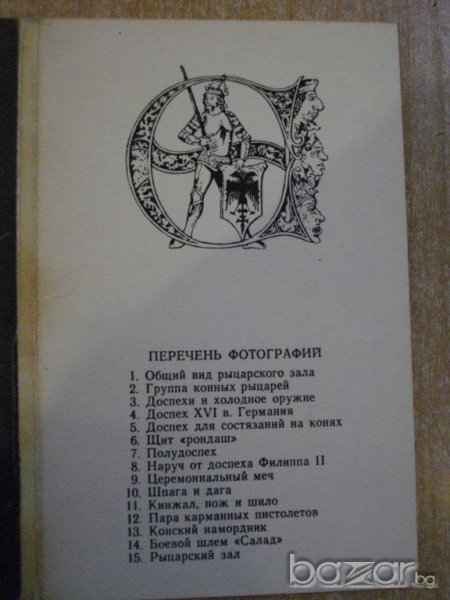 ПЕРЕЧЕНЬ ФОТОГРАФИЙ
1. Общий вид рыцарского зала
2. Группа конных рыцарей
3. Доспехи и холодное оружие
4. Доспех XVI в. Германия
5. Доспех для состязаний на конях
6. Щит «рондаш»
7. Полудоспех
8. Наруч от доспеха Филиппа II
9. Церемониальный меч
10. Шпага и дага
11. Кинжал, нож и шило
12. Пара карманных пистолетов
13. Конский намордник
14. Боевой шлем «Салад»
15. Рыцарский зал
bazar.bg